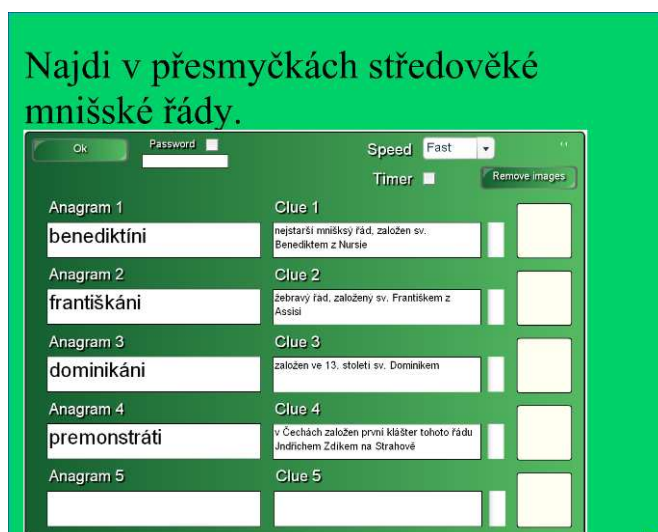 Najdi v přesmyčkách středověké
mnišské řády.
Ok
Password
Speed Fast
Timer
Remove images
Anagram 1
Clue 1
benediktíni
nejstarší mnišksý řád, založen sv.
Benediktem z Nursie
Anagram 2
Clue 2
františkáni
žebravý řád, založený sv. Františkem z
Assisi
Anagram 3
Clue 3
dominikáni
založen ve 13. století sv. Dominikem
Anagram 4
Clue 4
premonstráti
v Čechách založen první klášter tohoto řádu
Jndřichem Zdíkem na Strahově
Anagram 5
Clue 5